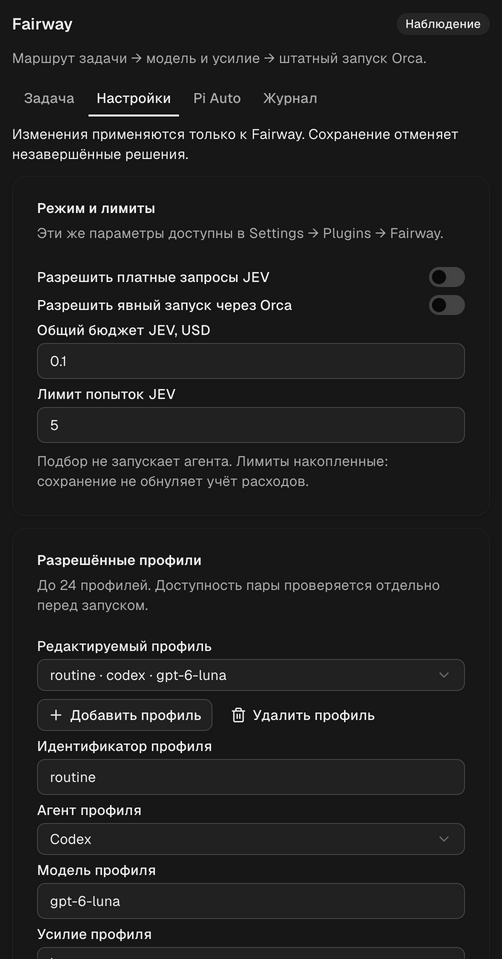 Fairway
Наблюдение
Маршрут задачи → модель и усилие → штатный запуск Orca.
Задача
Настройки
Pi Auto
Журнал
Изменения применяются только к Fairway. Сохранение отменяет
незавершённые решения.
Режим и лимиты
Эти же параметры доступны в Settings → Plugins → Fairway.
Разрешить платные запросы JEV
Разрешить явный запуск через Orca
Общий бюджет JEV, USD
0.1
Лимит попыток JEV
5
Подбор не запускает агента. Лимиты накопленные:
сохранение не обнуляет учёт расходов.
Разрешённые профили
До 24 профилей. Доступность пары проверяется отдельно
перед запуском.
Редактируемый профиль
routine · codex · gpt-6-luna
+ Добавить профиль
Удалить профиль
Идентификатор профиля
routine
Агент профиля
Codex
Модель профиля
gpt-6-luna
Усилие профиля